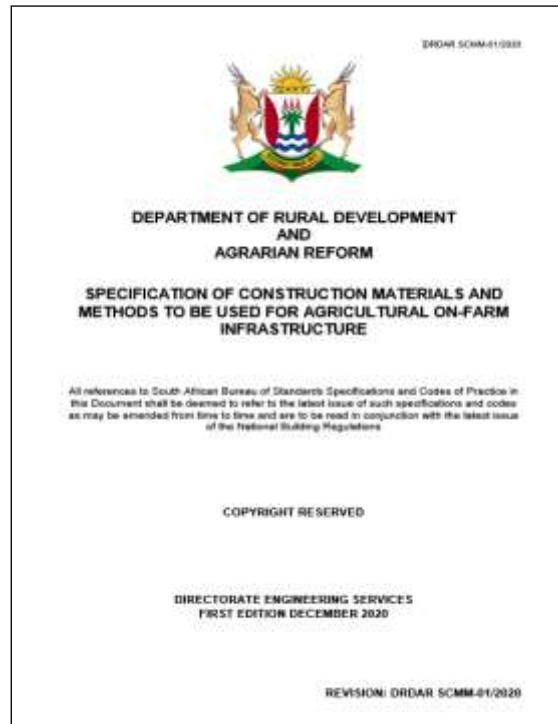 DRDAR SCMM-01/2020
DEPARTMENT OF RURAL DEVELOPMENT
AND
AGRARIAN REFORM
SPECIFICATION OF CONSTRUCTION MATERIALS AND
METHODS TO BE USED FOR AGRICULTURAL ON-FARM
INFRASTRUCTURE
All references to South African Bureau of Standards Specifications and Codes of Practice in
this Document shall be deemed to refer to the latest issue of such specifications and codes
as may be amended from time to time and are to be read in conjunction with the latest issue
of the National Building Regulations
COPYRIGHT RESERVED
DIRECTORATE ENGINEERING SERVICES
FIRST EDITION DECEMBER 2020
REVISION: DRDAR SCMM-01/2020